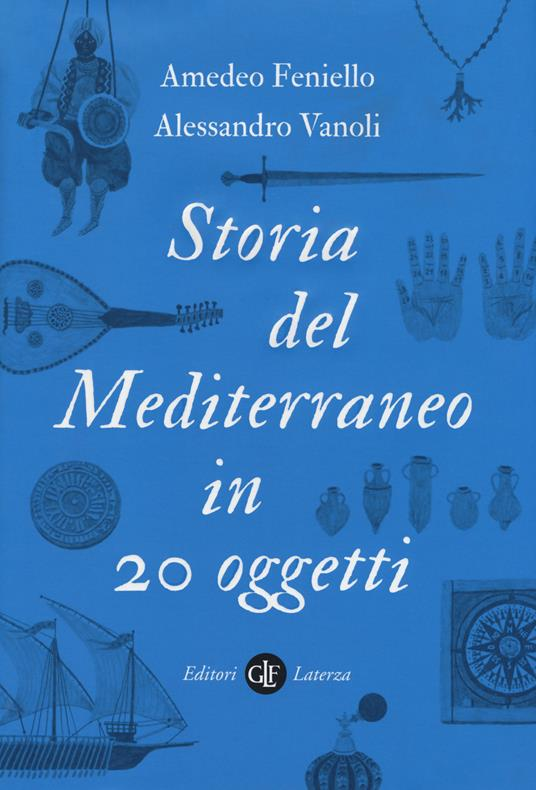 Amedeo Feniello
Alessandro Vanoli
Storia
del
Mediterraneo
in
20 oggetti
Editori GLF Laterza